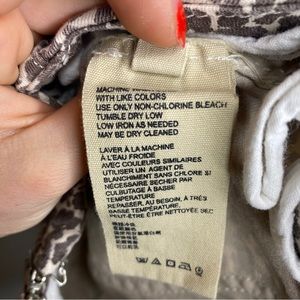 MACHINE WASH
WITH LIKE COLORS
USE ONLY NON-CHLORINE BLEACH
TUMBLE DRY LOW
LOW IRON AS NEEDED
MAY BE DRY CLEANED
LAVER À LA MACHINE
À L'EAU FROIDE
AVEC COULEURS SIMILAIRES
UTILISER UN AGENT DE
BLANCHIMENT SANS CHLORE SI
NÉCESSAIRE SÉCHER PAR
CULBUTAGE À BASSE
TEMPÉRATURE
REPASSER, AU BESOIN, À TRÈS
BASSE TEMPÉRATURE,
PEUT-ÊTRE ÊTRE NETTOYÉE SEC